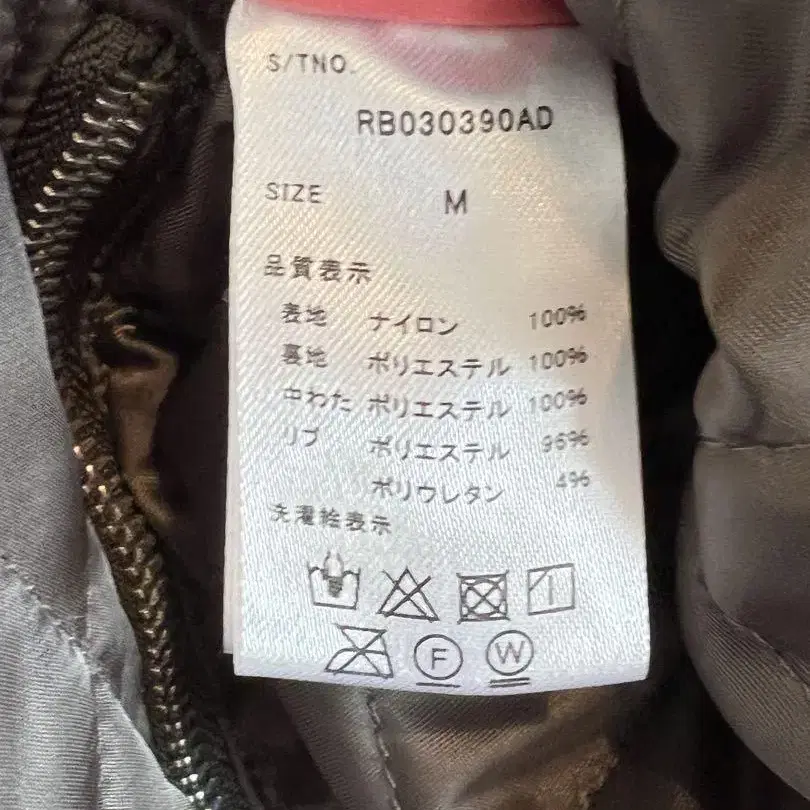 S/TNO.
RB030390AD
SIZE M
品質表示
表地 ナイロン 100%
裏地 ポリエステル 100%
中わた ポリエステル 100%
リブ ポリエステル 96%
ポリウレタン 4%
洗濯絵表示
F W